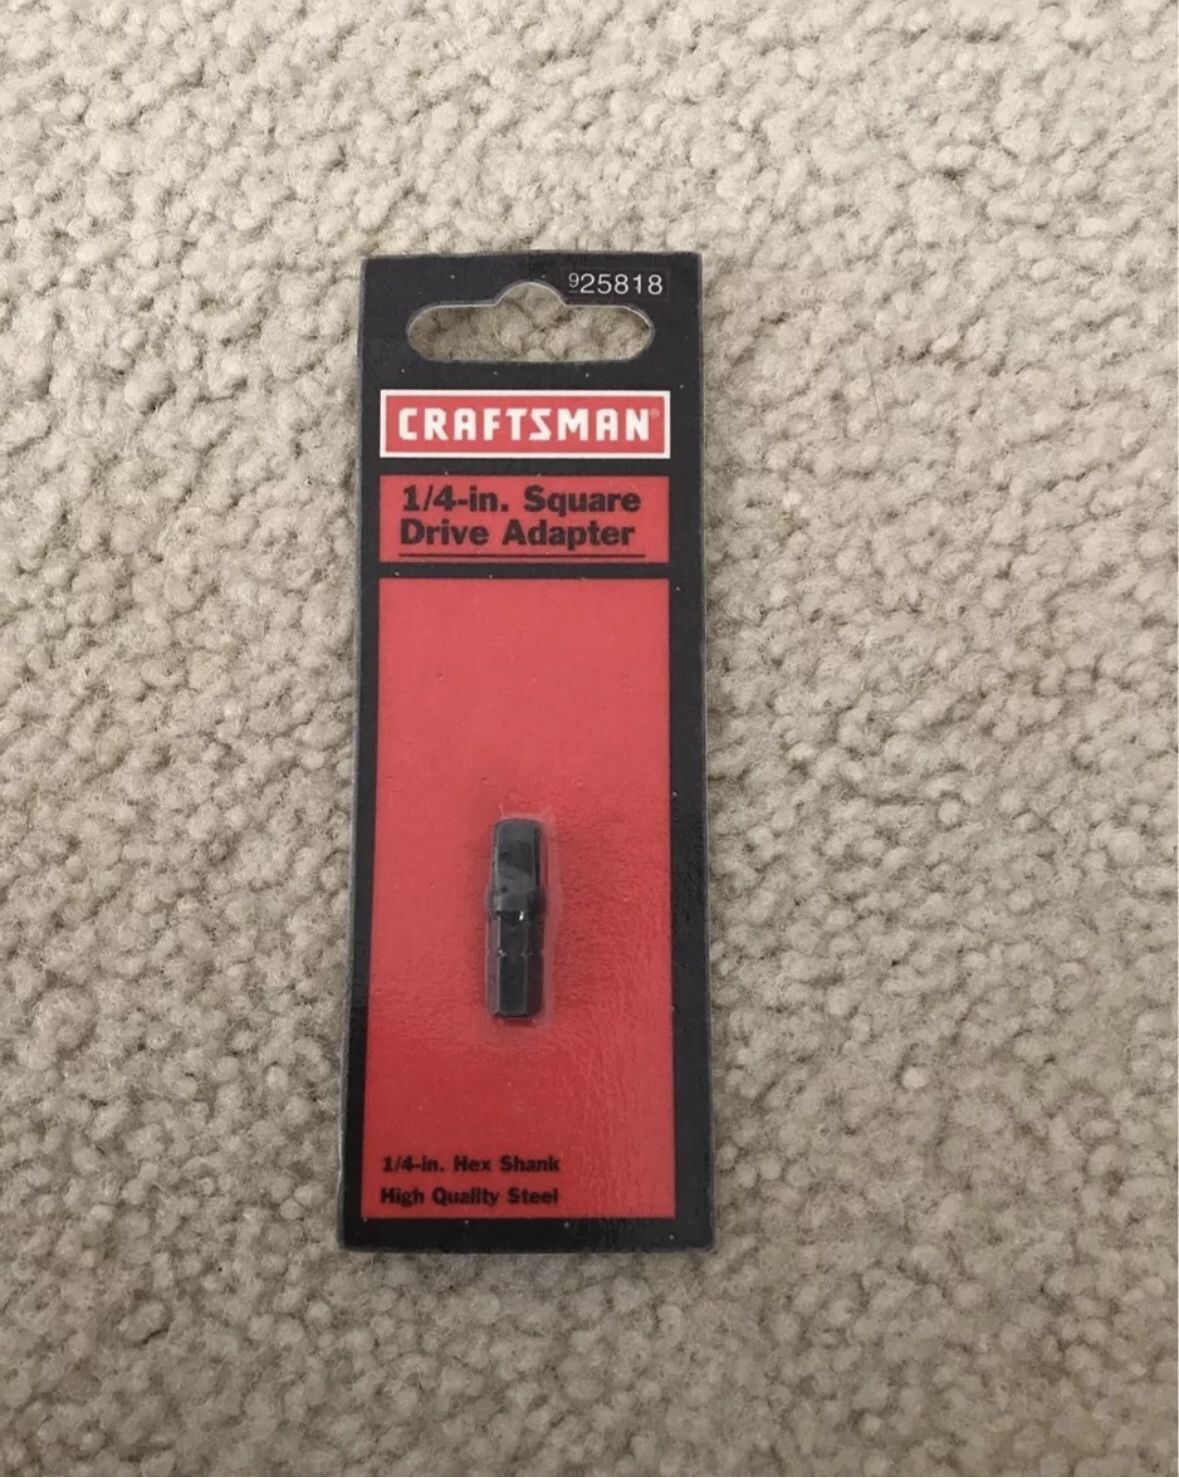 925818
CRAFTSMAN®
1/4-in. Square
Drive Adapter
1/4-in. Hex Shank
High Quality Steel